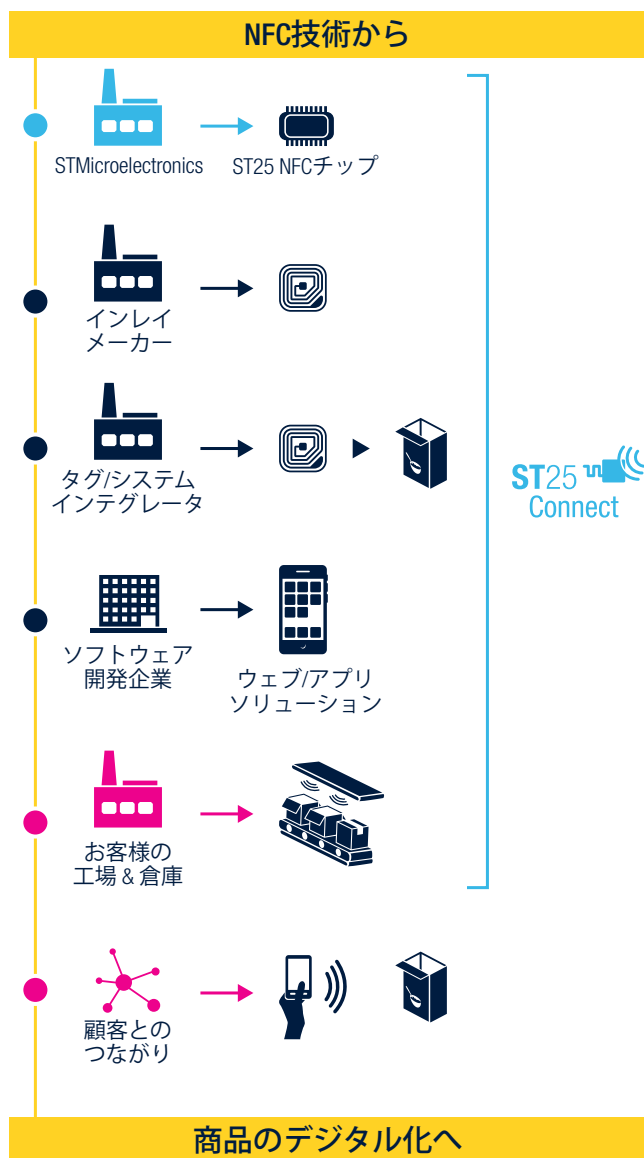 NFC技術から
STMicroelectronics
ST25 NFCチップ
インレイ
メーカー
タグ/システム
インテグレータ
ST25
Connect
ソフトウェア
開発企業
ウェブ/アプリ
ソリューション
お客様の
工場 & 倉庫
顧客との
つながり
商品のデジタル化へ